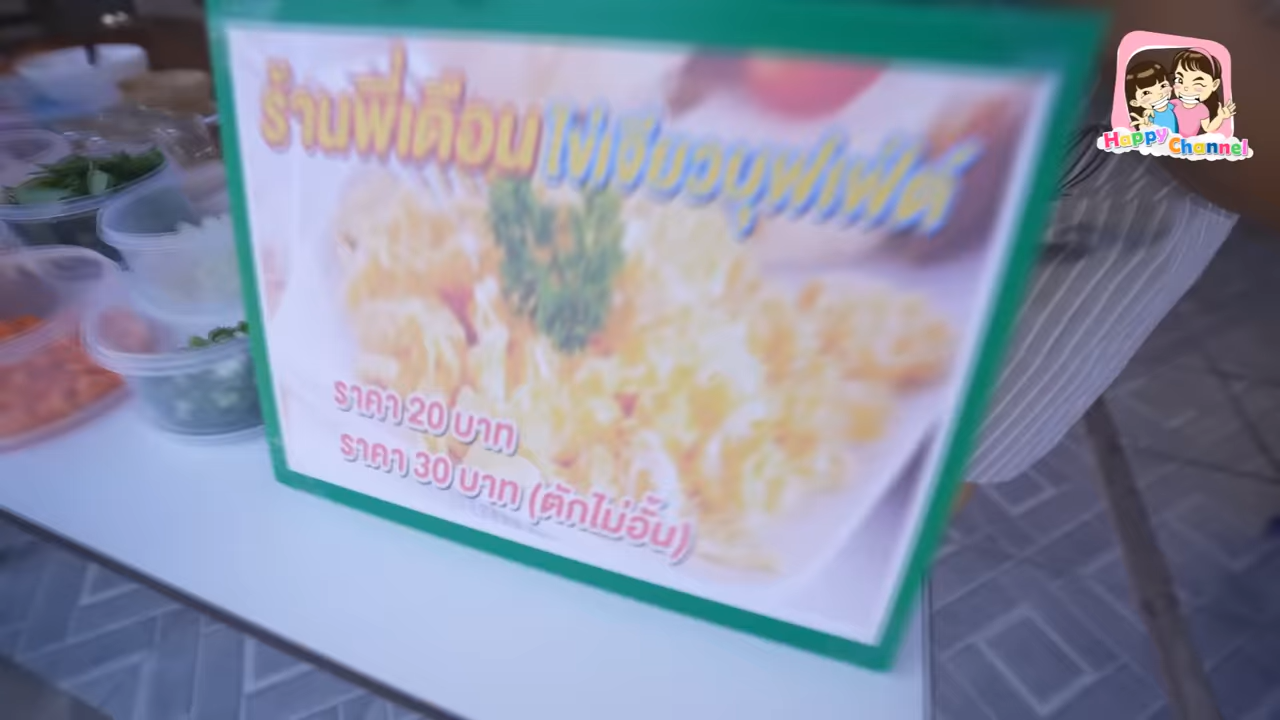 ร้านพี่เดือน ไข่เจียวบุฟเฟ่ต์
ราคา 20 บาท
ราคา 30 บาท (ตักไม่อั้น)
Happy Channel